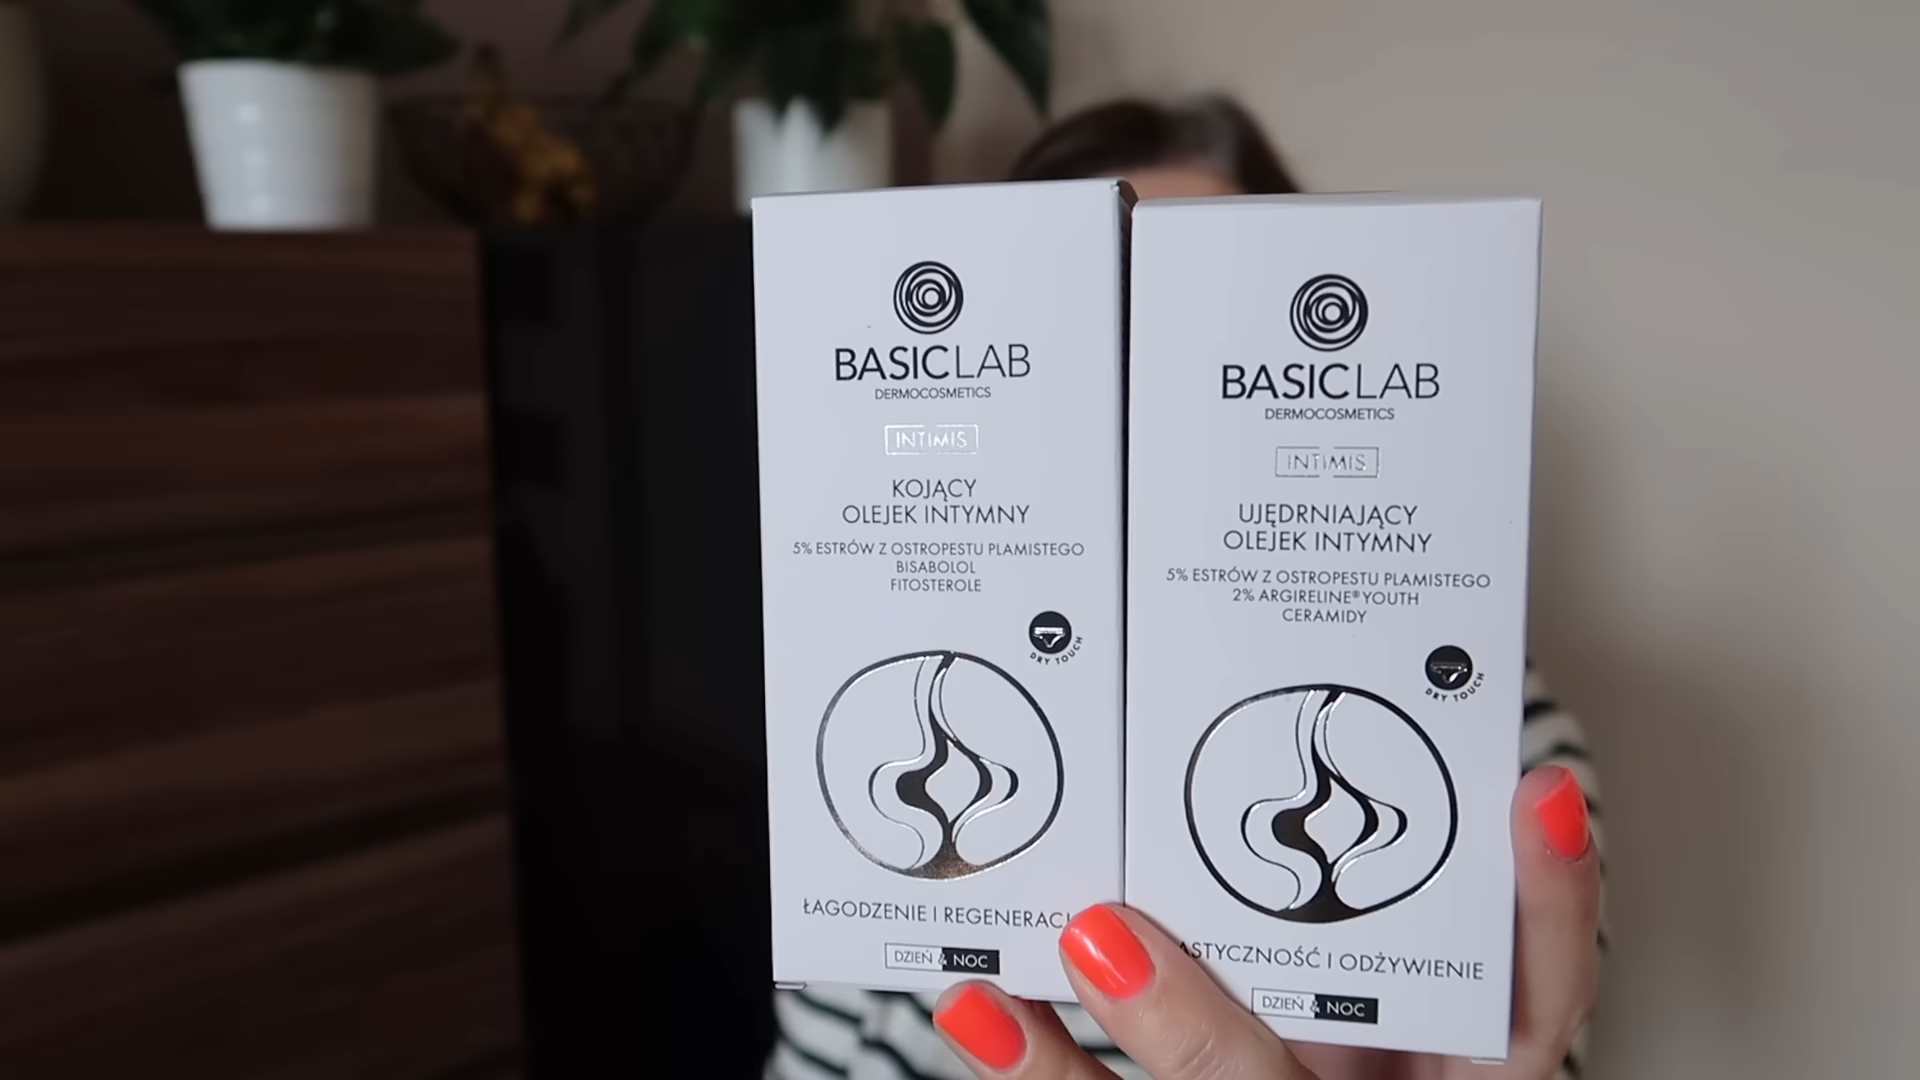 BASICLAB
DERMOCOSMETICS
INTIMIS
KOJĄCY
OLEJEK INTYMNY
5% ESTRÓW Z OSTROPESTU PLAMISTEGO
BISABOLOL
FITOSTEROLE
DRY TOUCH
ŁAGODZENIE I REGENERACJ
DZIEŃ & NOC
BASICLAB
DERMOCOSMETICS
INTIMIS
UJĘDRNIAJĄCY
OLEJEK INTYMNY
5% ESTRÓW Z OSTROPESTU PLAMISTEGO
2% ARGIRELINE® YOUTH
CERAMIDY
DRY TOUCH
ASTYCZNOŚĆ I ODŻYWIENIE
DZIEŃ & NOC